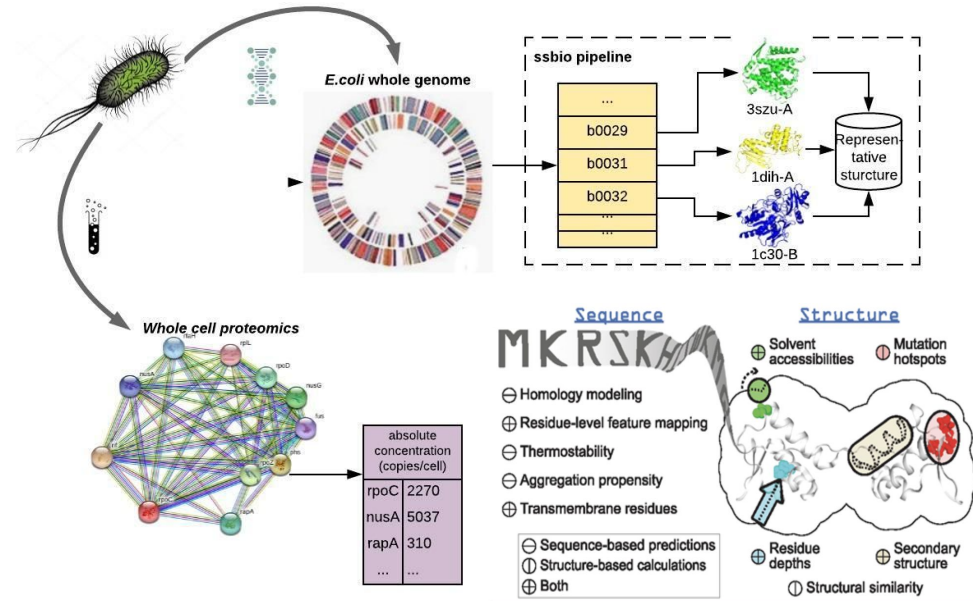 E.coli whole genome
ssbio pipeline
...
b0029
b0031
b0032
...
...
3szu-A
1dih-A
1c30-B
Represen-
tative
sturcture
Whole cell proteomics
rplL
rpoD
nusA
nusG
fus
pho
rpoZ
rpoC
rapA
absolute
concentration
(copies/cell)
rpoC 2270
nusA 5037
rapA 310
... ...
Sequence
MKRSK
Homology modeling
Residue-level feature mapping
Thermostability
Aggregation propensity
Transmembrane residues
Sequence-based predictions
Structure-based calculations
Both
Structure
Solvent
accessibilities
Mutation
hotspots
Residue
depths
Secondary
structure
Structural similarity